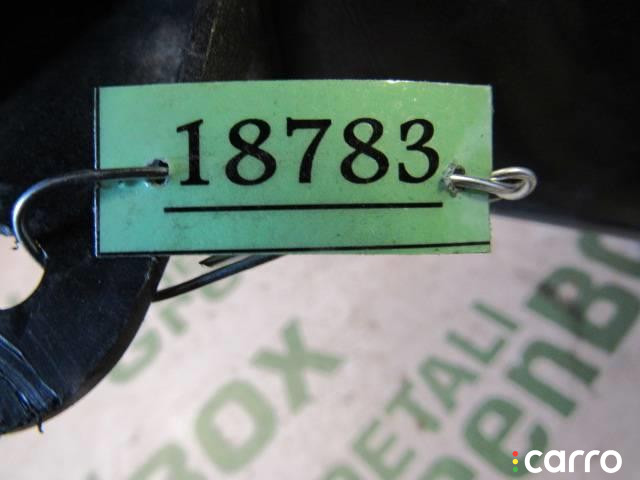 18783
BOX
DETALI
enBO
carro